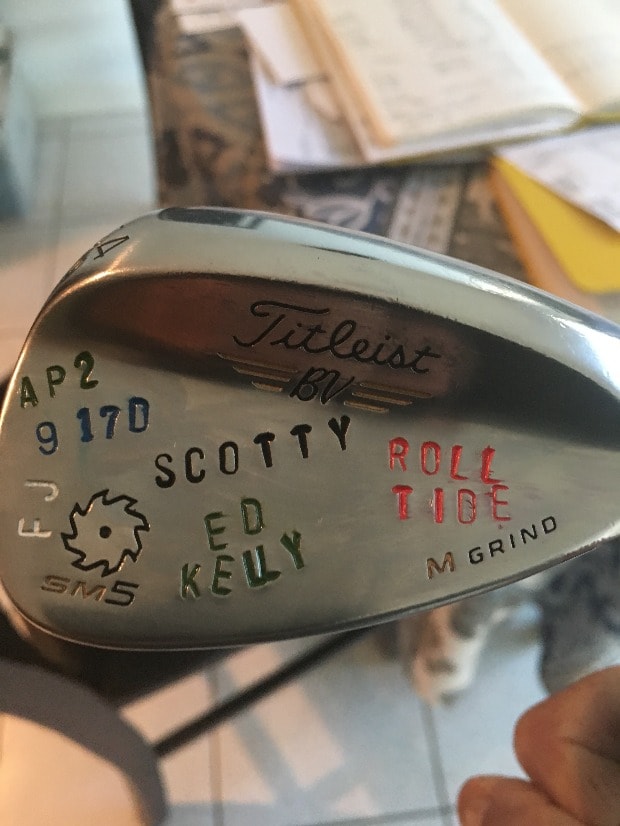 Titleist
BV
AP2
917D
SCOTTY
ROLL
TIDE
FJ
ED
KELLY
SM5
M GRIND